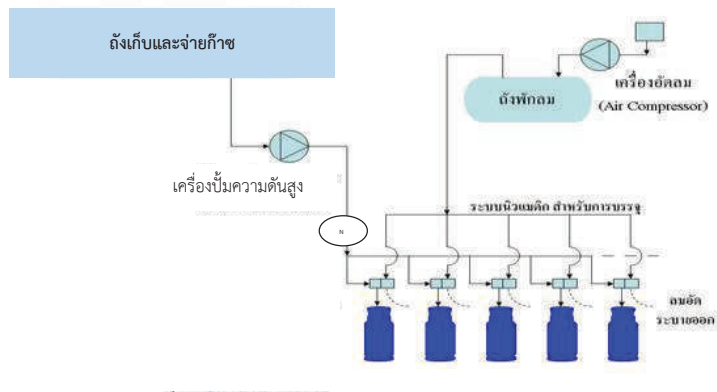 ถังเก็บและจ่ายก๊าซ
ถังพักลม
เครื่องอัดลม
(Air Compressor)
เครื่องปั้มความดันสูง
ระบบนิวแมติก สำหรับการบรรจุ
N
ลมอัด
ระบายออก